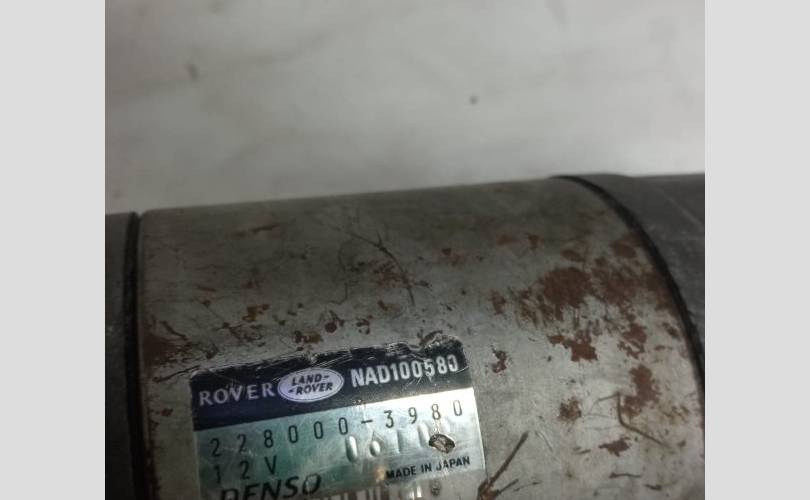 ROVER LAND-ROVER NAD100580
228000-3980
12V
MADE IN JAPAN
DENSO